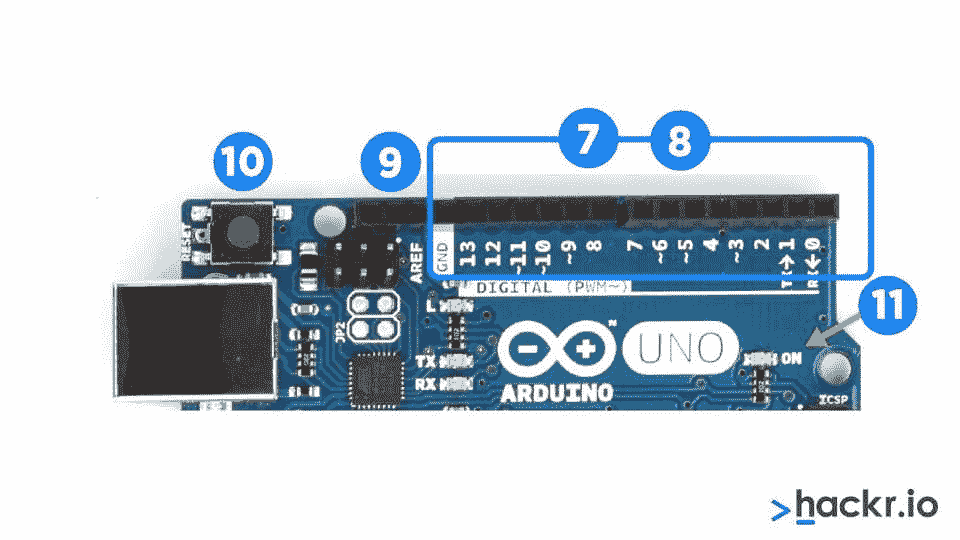 7
8
10
9
RESET
AREF
GND
13
12
~11
~10
~9
8
7
~6
~5
4
~3
2
TX→1
RX←0
DIGITAL (PWM~)
11
L
JP2
TX
RX
UNO
ARDUINO
ON
ICSP
>hackr.io